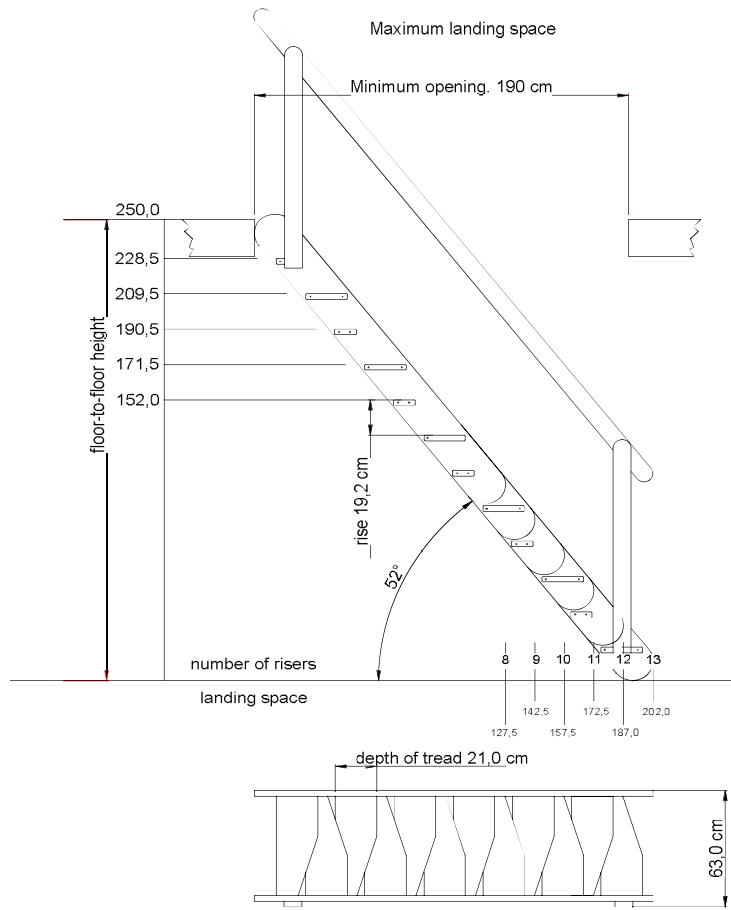 Maximum landing space
Minimum opening. 190 cm
250,0
228,5
209,5
190,5
171,5
152,0
floor-to-floor height
rise 19,2 cm
52°
number of risers
8 9 10 11 12 13
landing space
142,5 172,5 202,0
127,5 157,5 187,0
depth of tread 21,0 cm
63,0 cm